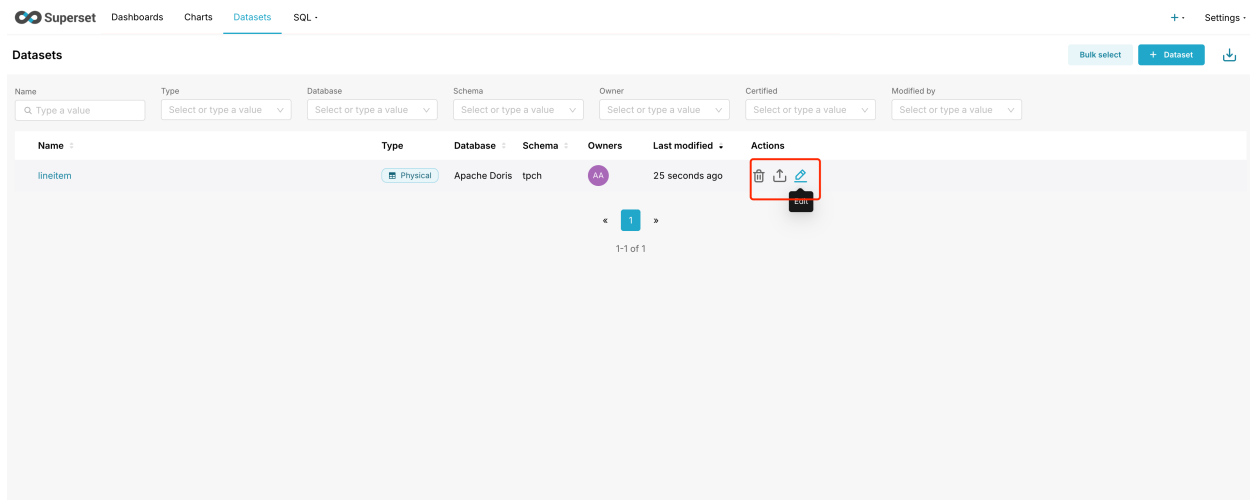 Superset Dashboards Charts Datasets SQL + Settings
Datasets Bulk select + Dataset
Name Type Database Schema Owner Certified Modified by
Type a value Select or type a value Select or type a value Select or type a value Select or type a value Select or type a value Select or type a value
Name Type Database Schema Owners Last modified Actions
lineitem Physical Apache Doris tpch AA 25 seconds ago
Edit
« 1 »
1-1 of 1